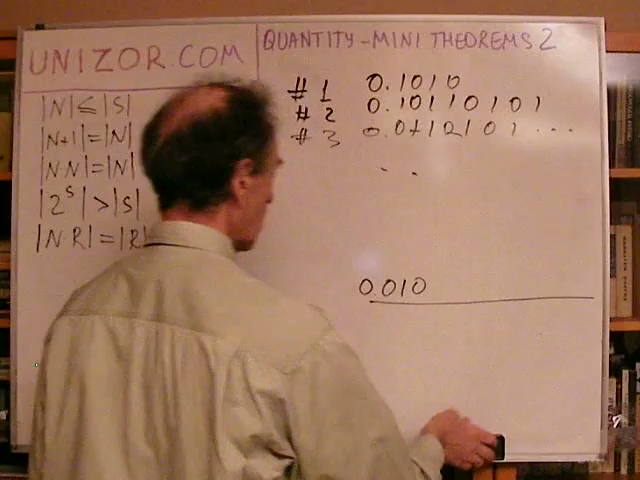 UNIZOR.COM
QUANTITY-MINI THEOREMS 2
|N| ≤ |S|
|N+1|=|N|
|N·N|=|N|
|2^S|>|S|
|N·R|=|R|
#1 0.1010
#2 0.10110101
#3
. .
0.010